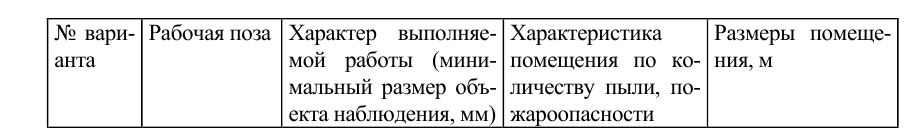 № вари-
анта
Рабочая поза
Характер выполняе-
мой работы (мини-
мальный размер объ-
екта наблюдения, мм)
Характеристика
помещения по ко-
личеству пыли, по-
жароопасности
Размеры помеще-
ния, м